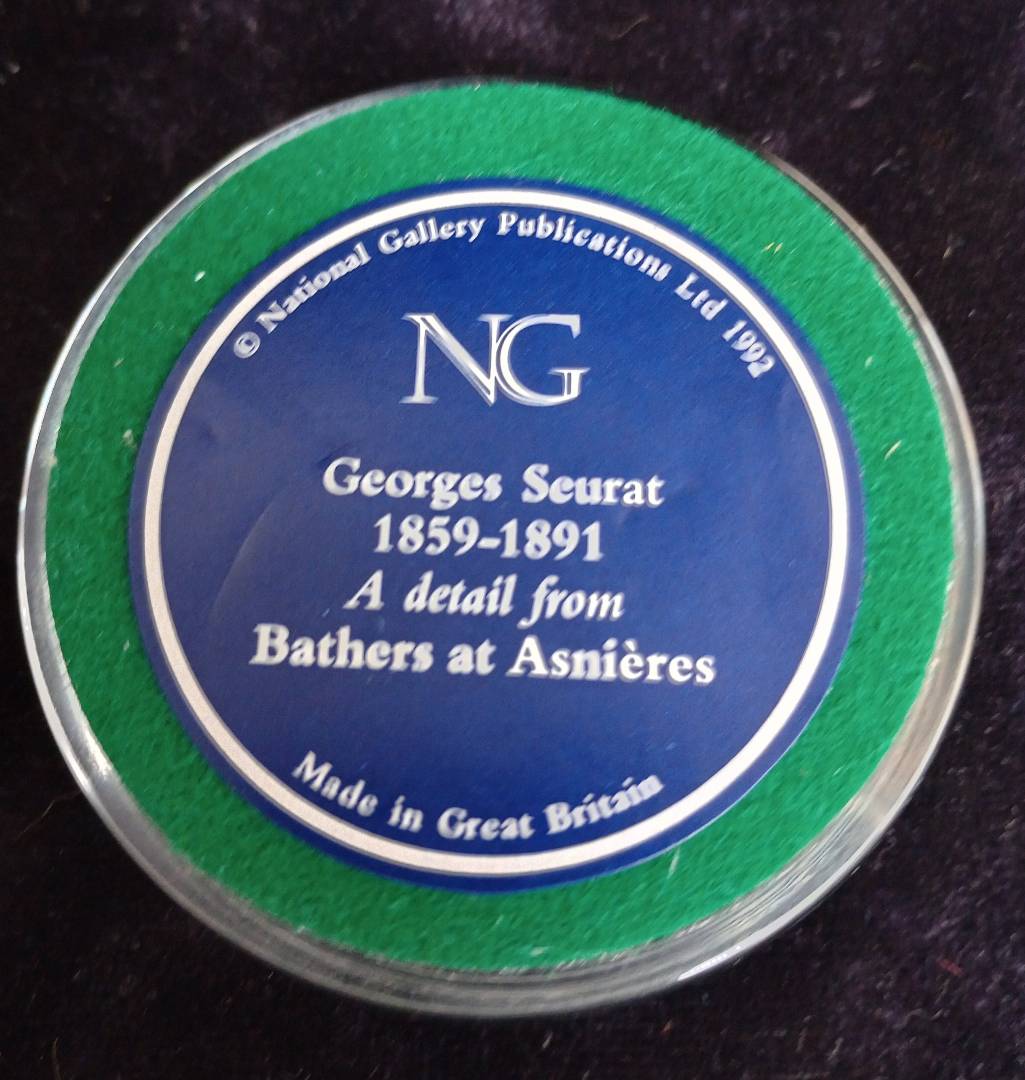 © National Gallery Publications Ltd 1992
NG
Georges Seurat
1859-1891
A detail from
Bathers at Asnières
Made in Great Britain